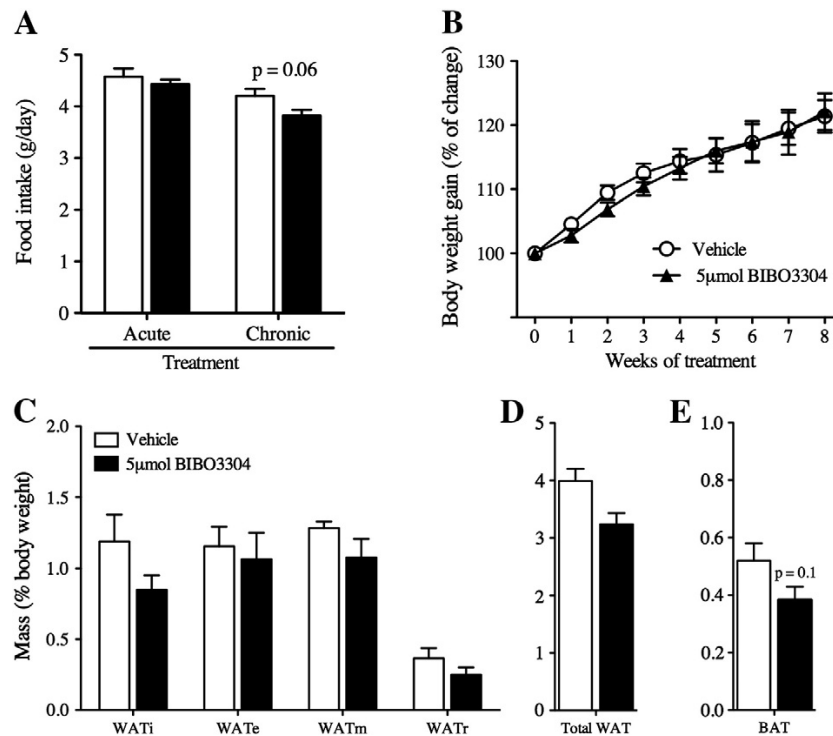 A
Food intake (g/day)
5
4
3
2
1
0
p = 0.06
Acute
Chronic
Treatment
B
Body weight gain (% of change)
130
120
110
100
Vehicle
5μmol BIBO3304
0 1 2 3 4 5 6 7 8
Weeks of treatment
C
Mass (% body weight)
2.0
1.5
1.0
0.5
0.0
Vehicle
5μmol BIBO3304
WATi WATe WATm WATr
D
5
4
3
2
1
0
Total WAT
E
1.0
0.8
0.6
0.4
0.2
0.0
p = 0.1
BAT